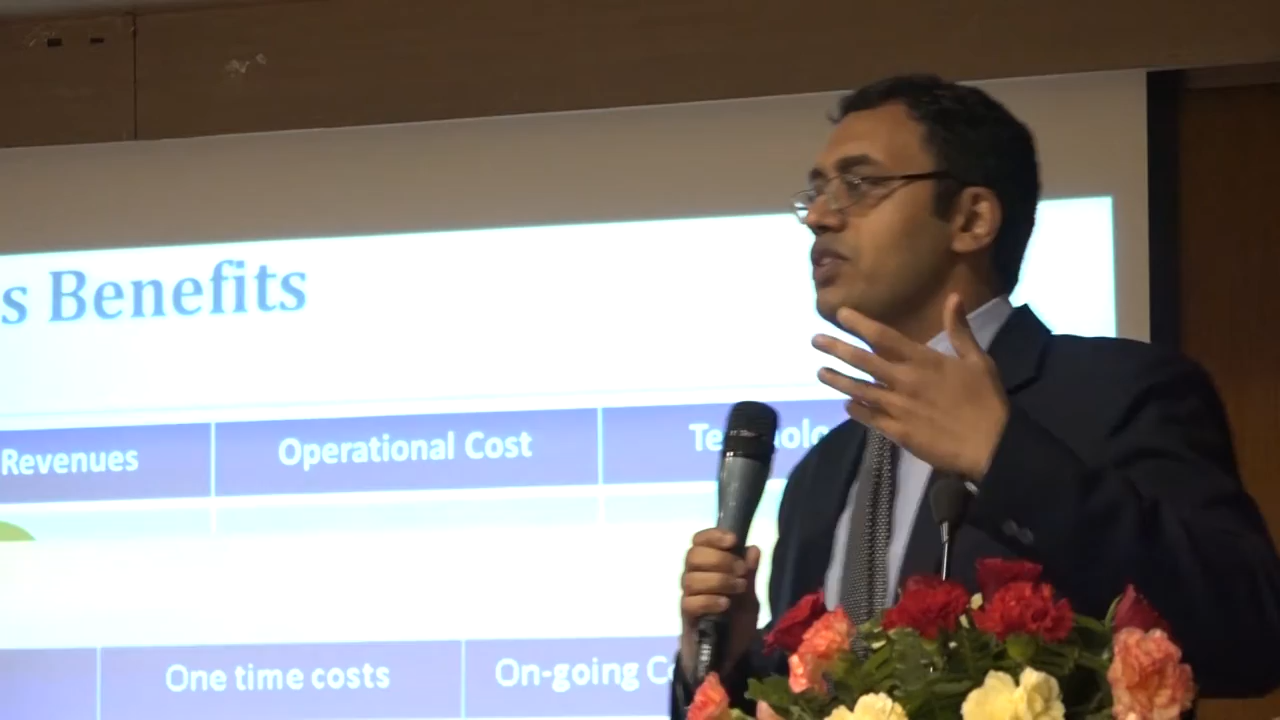 s Benefits
Revenues Operational Cost
One time costs On-going